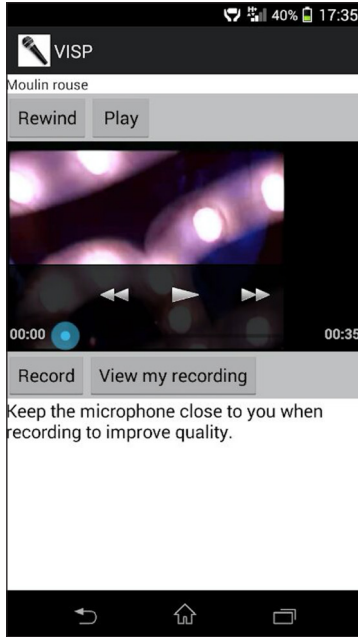 40% 17:35
VISP
Moulin rouse
Rewind Play
00:00 00:35
Record View my recording
Keep the microphone close to you when
recording to improve quality.